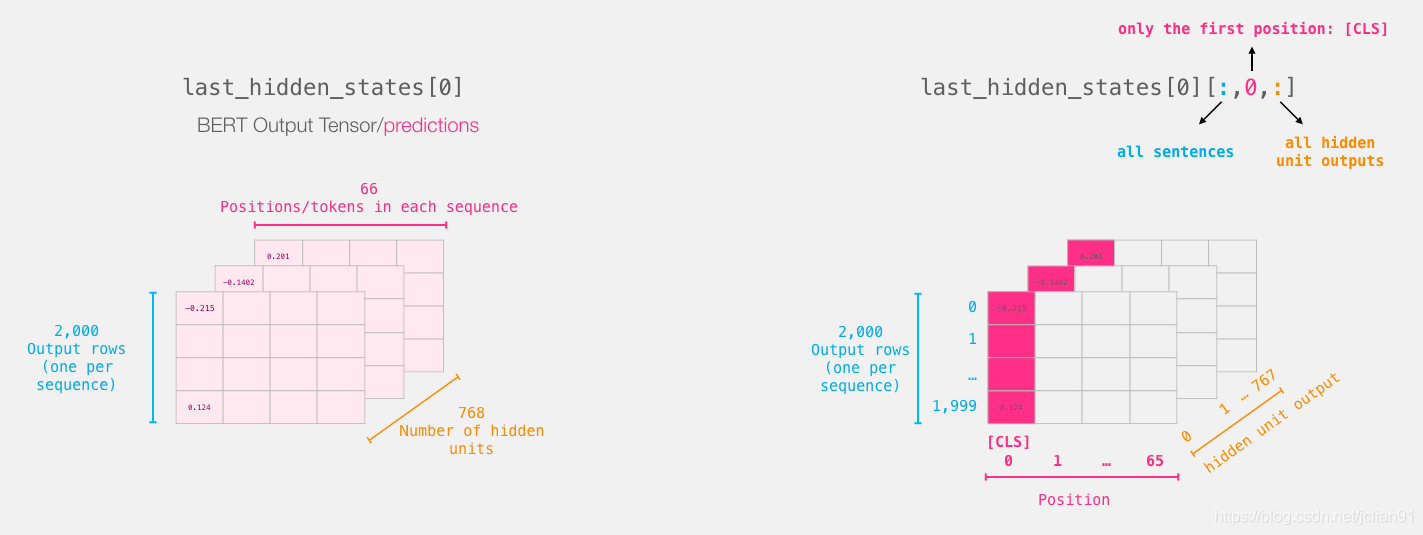 only the first position: [CLS]
last_hidden_states[0]
last_hidden_states[0][:,0,:]
BERT Output Tensor/predictions
all sentences
all hidden
unit outputs
66
Positions/tokens in each sequence
0.201
-0.1402
-0.215
0.124
2,000
Output rows
(one per
sequence)
768
Number of hidden
units
0.201
-0.1402
-0.215
0.124
2,000
Output rows
(one per
sequence)
0
1
…
1,999
[CLS]
0 1 … 65
Position
0 1 … 767
hidden unit output
https://blog.csdn.net/jclian91